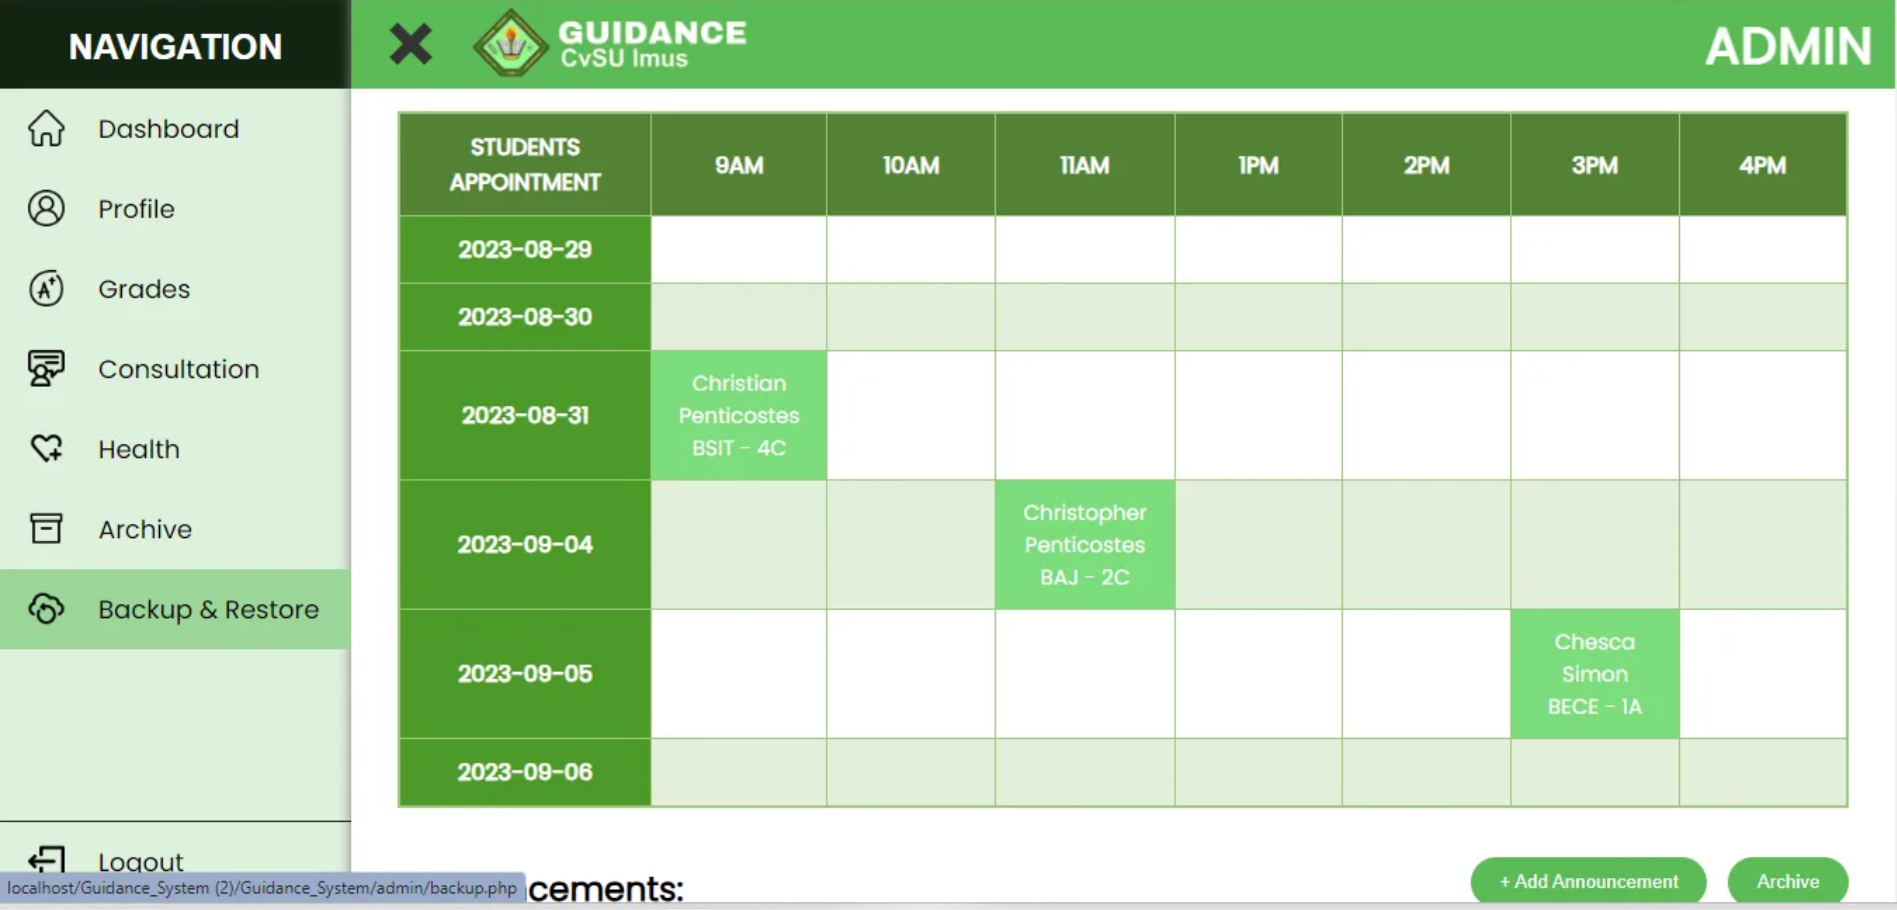 NAVIGATION
GUIDANCE
CvSU Imus
ADMIN
Dashboard
Profile
Grades
Consultation
Health
Archive
Backup & Restore
Logout
STUDENTS
APPOINTMENT
9AM
10AM
11AM
1PM
2PM
3PM
4PM
2023-08-29
2023-08-30
2023-08-31
Christian
Penticostes
BSIT - 4C
2023-09-04
Christopher
Penticostes
BAJ - 2C
2023-09-05
Chesca
Simon
BECE - 1A
2023-09-06
cements:
+ Add Announcement
Archive
localhost/Guidance_System (2)/Guidance_System/admin/backup.php